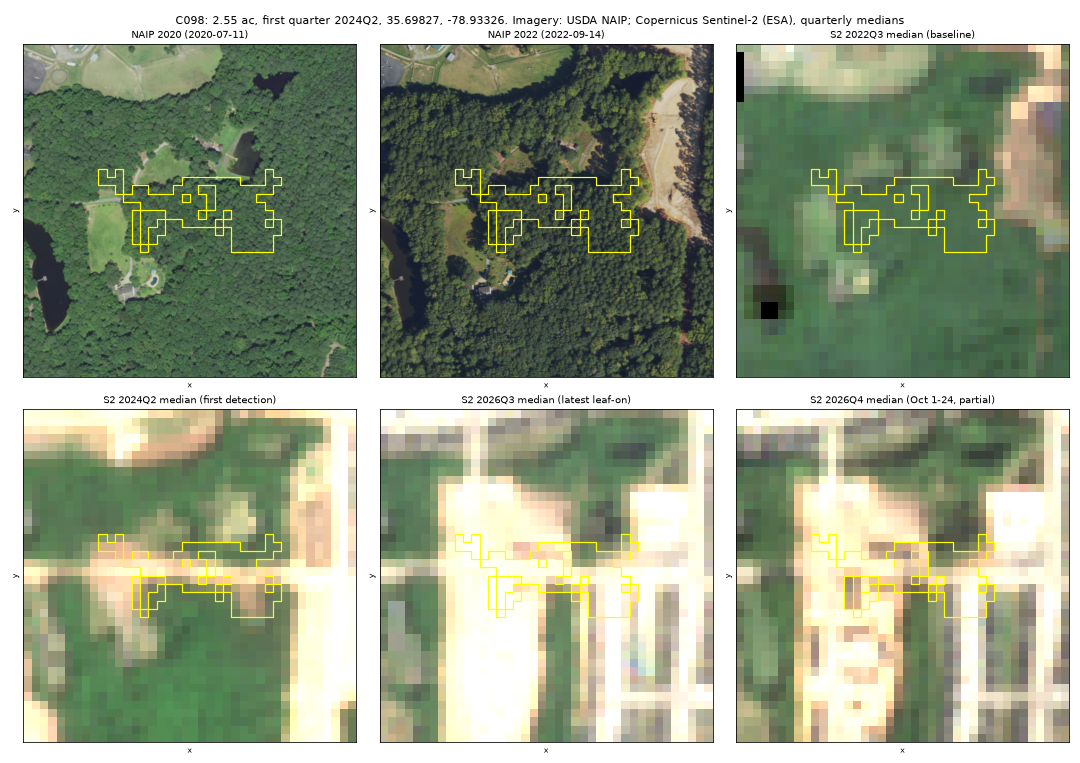 C098: 2.55 ac, first quarter 2024Q2, 35.69827, -78.93326. Imagery: USDA NAIP; Copernicus Sentinel-2 (ESA), quarterly medians
NAIP 2020 (2020-07-11)
NAIP 2022 (2022-09-14)
S2 2022Q3 median (baseline)
y
y
y
x
x
x
S2 2024Q2 median (first detection)
S2 2026Q3 median (latest leaf-on)
S2 2026Q4 median (Oct 1-24, partial)
y
y
y
x
x
x